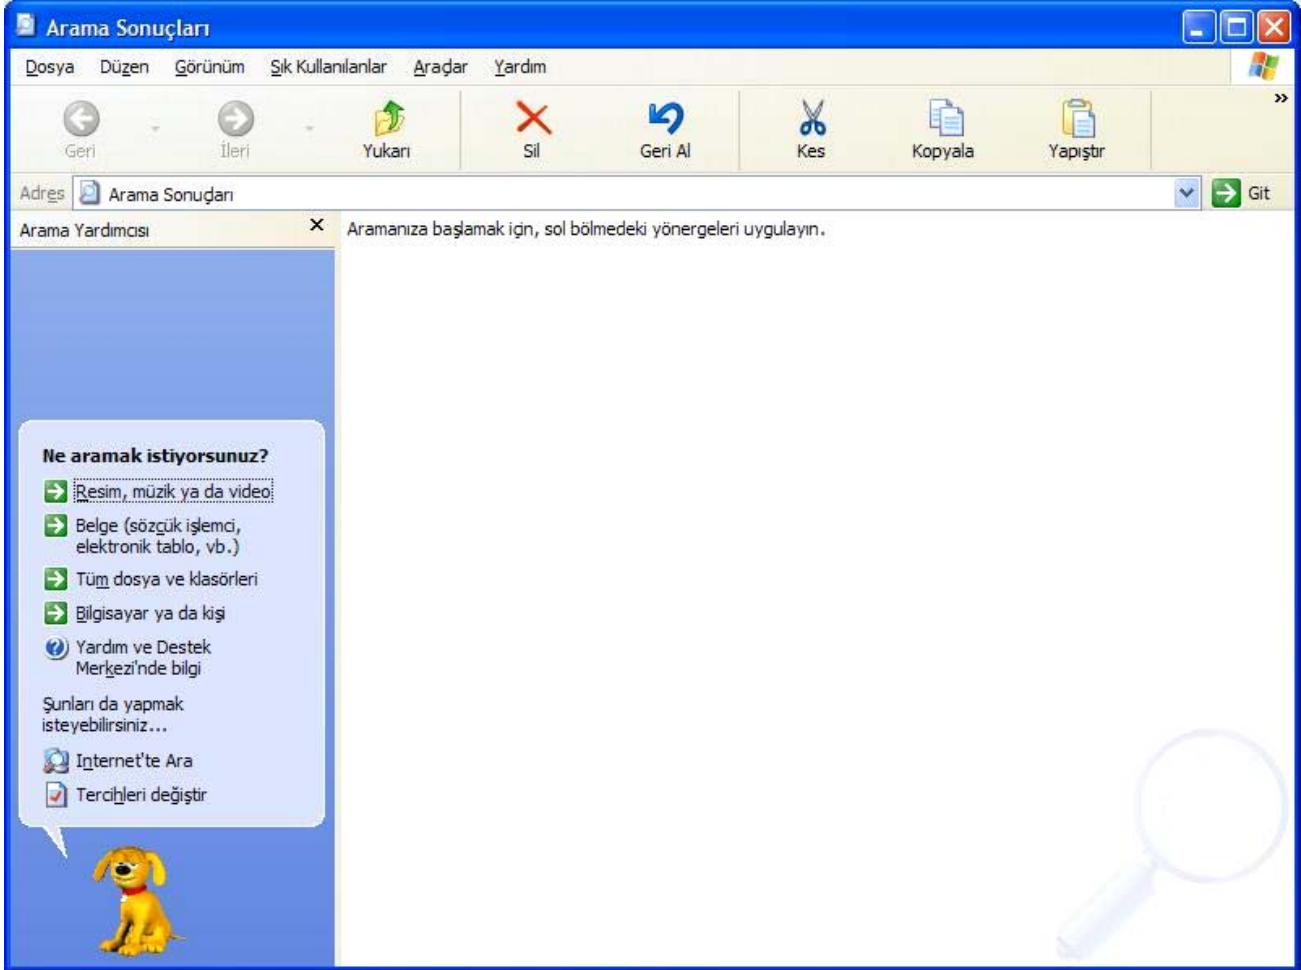 Arama Sonuçları
Dosya Düzen Görünüm Sık Kullanılanlar Araçlar Yardım
Geri İleri Yukarı Sil Geri Al Kes Kopyala Yapıştır »
Adres Arama Sonuçları Git
Arama Yardımcısı
Aramanıza başlamak için, sol bölmedeki yönergeleri uygulayın.
Ne aramak istiyorsunuz?
Resim, müzik ya da video
Belge (sözcük işlemci,
elektronik tablo, vb.)
Tüm dosya ve klasörleri
Bilgisayar ya da kişi
Yardım ve Destek
Merkezi'nde bilgi
Şunları da yapmak
isteyebilirsiniz...
Internet'te Ara
Tercihleri değiştir